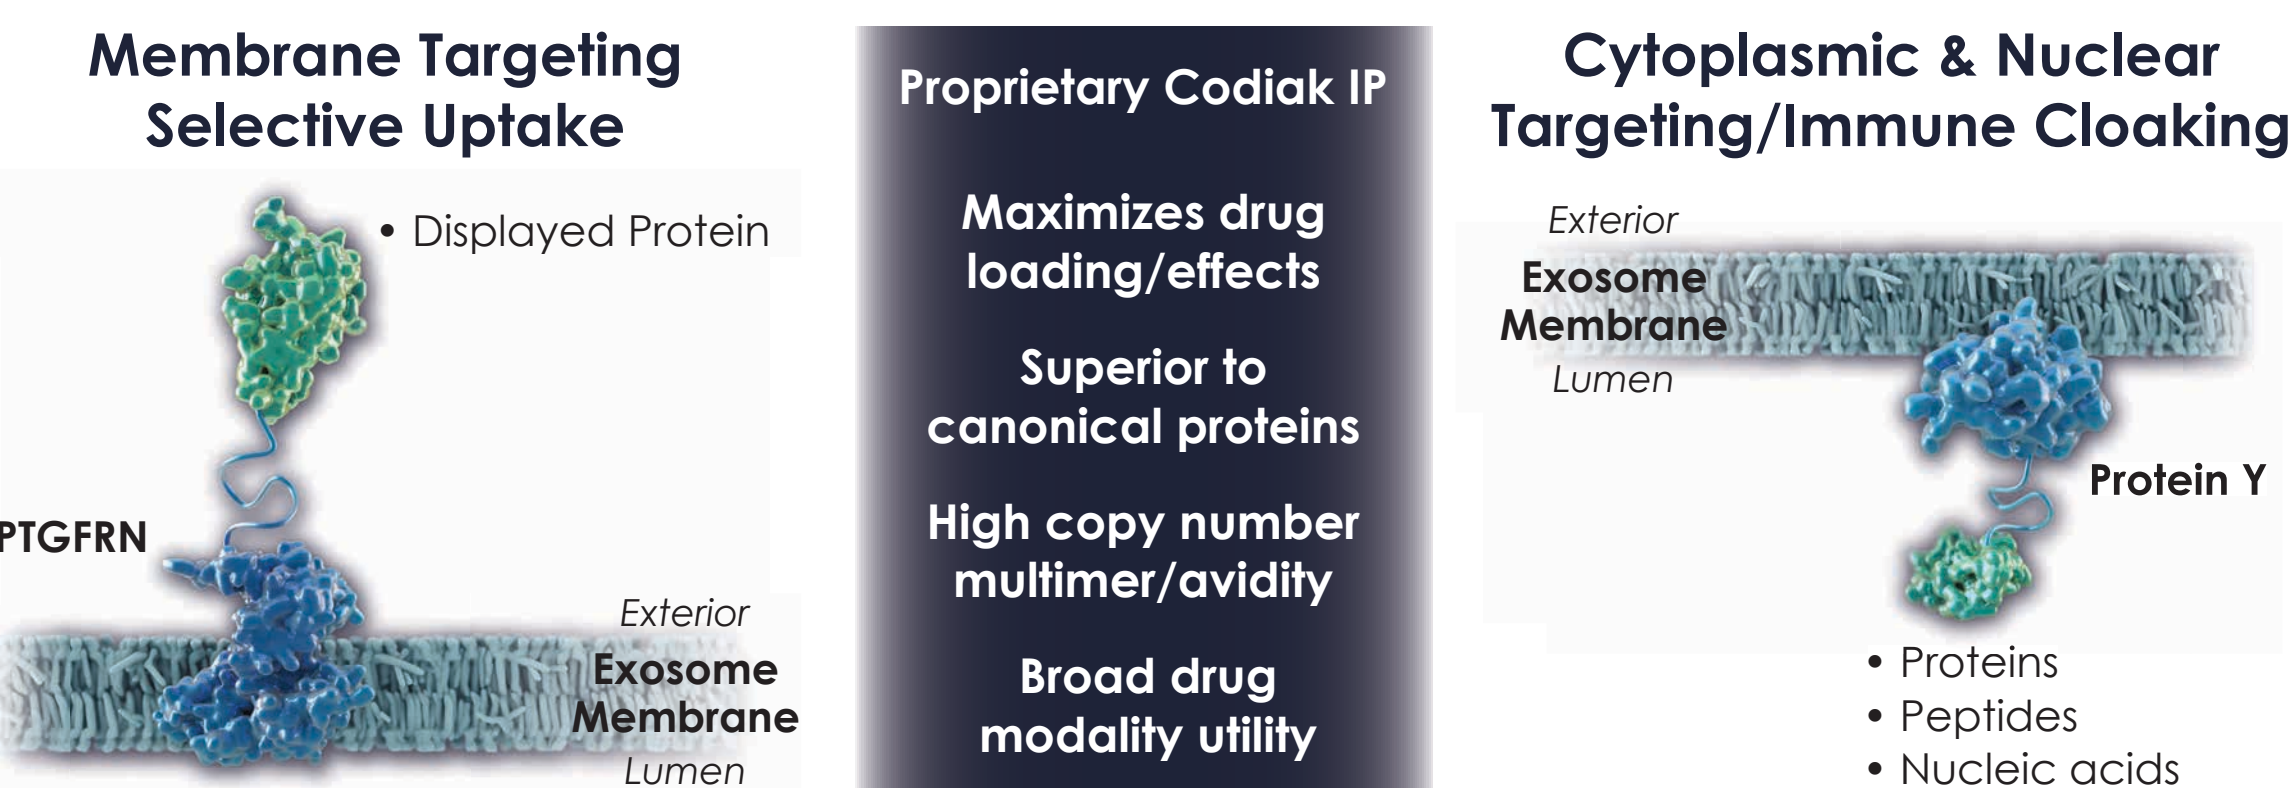 Membrane Targeting
Selective Uptake
• Displayed Protein
PTGFRN
Exterior
Exosome
Membrane
Lumen
Proprietary Codiak IP
Maximizes drug
loading/effects
Superior to
canonical proteins
High copy number
multimer/avidity
Broad drug
modality utility
Cytoplasmic & Nuclear
Targeting/Immune Cloaking
Exterior
Exosome
Membrane
Lumen
Protein Y
• Proteins
• Peptides
• Nucleic acids